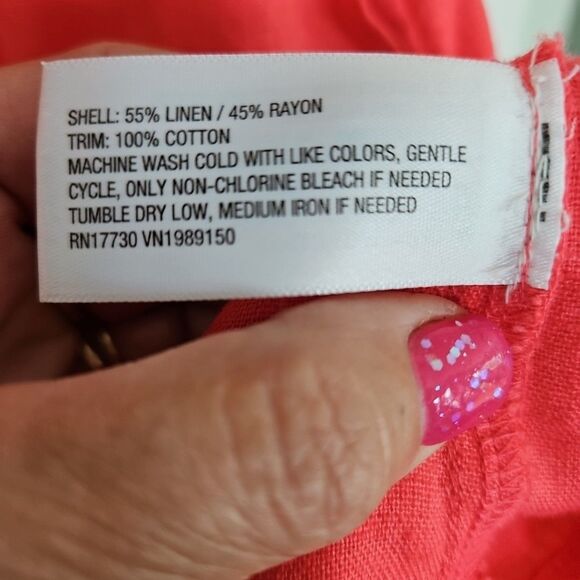 SHELL: 55% LINEN / 45% RAYON
TRIM: 100% COTTON
MACHINE WASH COLD WITH LIKE COLORS, GENTLE
CYCLE, ONLY NON-CHLORINE BLEACH IF NEEDED
TUMBLE DRY LOW, MEDIUM IRON IF NEEDED
RN17730 VN1989150